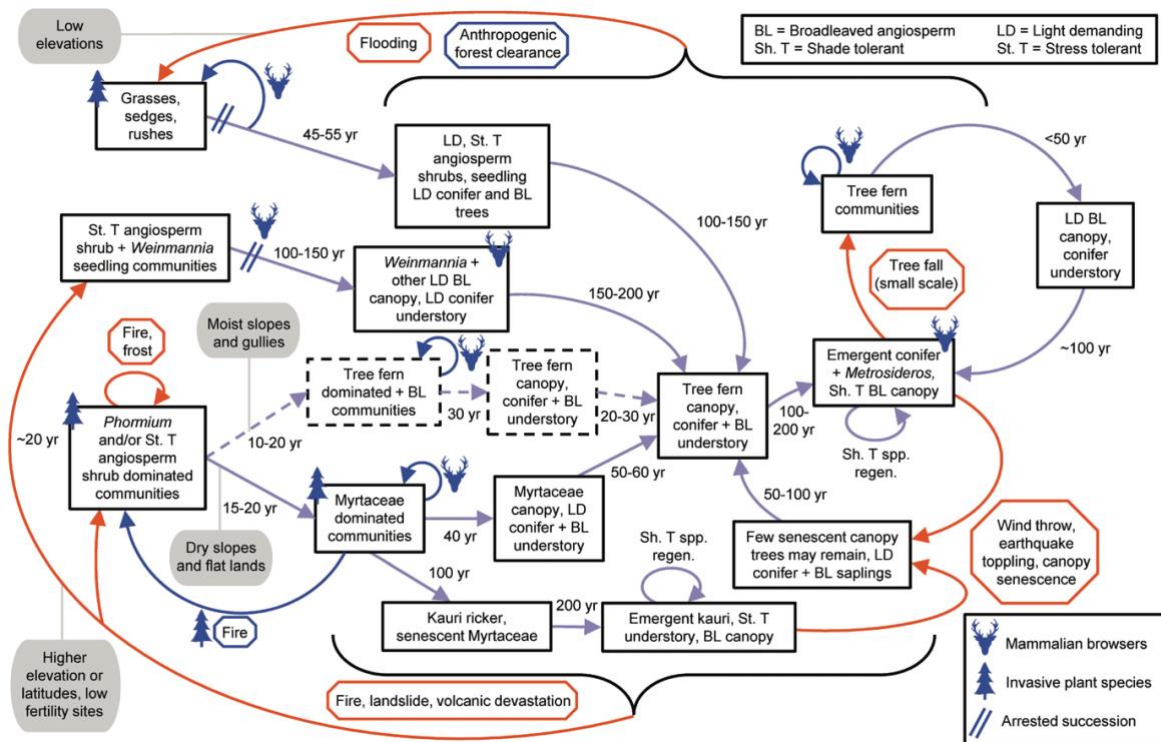 Low
elevations
Flooding
Anthropogenic
forest clearance
BL = Broadleaved angiosperm
LD = Light demanding
Sh. T = Shade tolerant
St. T = Stress tolerant
Grasses,
sedges,
rushes
45-55 yr
LD, St. T
angiosperm
shrubs, seedling
LD conifer and BL
trees
100-150 yr
Tree fern
communities
<50 yr
LD BL
canopy,
conifer
understory
~100 yr
Tree fall
(small scale)
St. T angiosperm
shrub + Weinmannia
seedling communities
100-150 yr
Weinmannia +
other LD BL
canopy, LD conifer
understory
150-200 yr
Moist slopes
and gullies
Fire,
frost
Tree fern
dominated + BL
communities
30 yr
Tree fern
canopy,
conifer + BL
understory
20-30 yr
Tree fern
canopy,
conifer + BL
understory
100-
200 yr
Emergent conifer
+ Metrosideros,
Sh. T BL canopy
Sh. T spp.
regen.
~20 yr
Phormium
and/or St. T
angiosperm
shrub dominated
communities
10-20 yr
15-20 yr
Dry slopes
and flat lands
Myrtaceae
dominated
communities
40 yr
Myrtaceae
canopy, LD
conifer + BL
understory
50-60 yr
50-100 yr
Few senescent canopy
trees may remain, LD
conifer + BL saplings
Wind throw,
earthquake
toppling, canopy
senescence
100 yr
Kauri ricker,
senescent Myrtaceae
200 yr
Sh. T spp.
regen.
Emergent kauri, St. T
understory, BL canopy
Fire
Higher
elevation or
latitudes, low
fertility sites
Fire, landslide, volcanic devastation
Mammalian browsers
Invasive plant species
Arrested succession